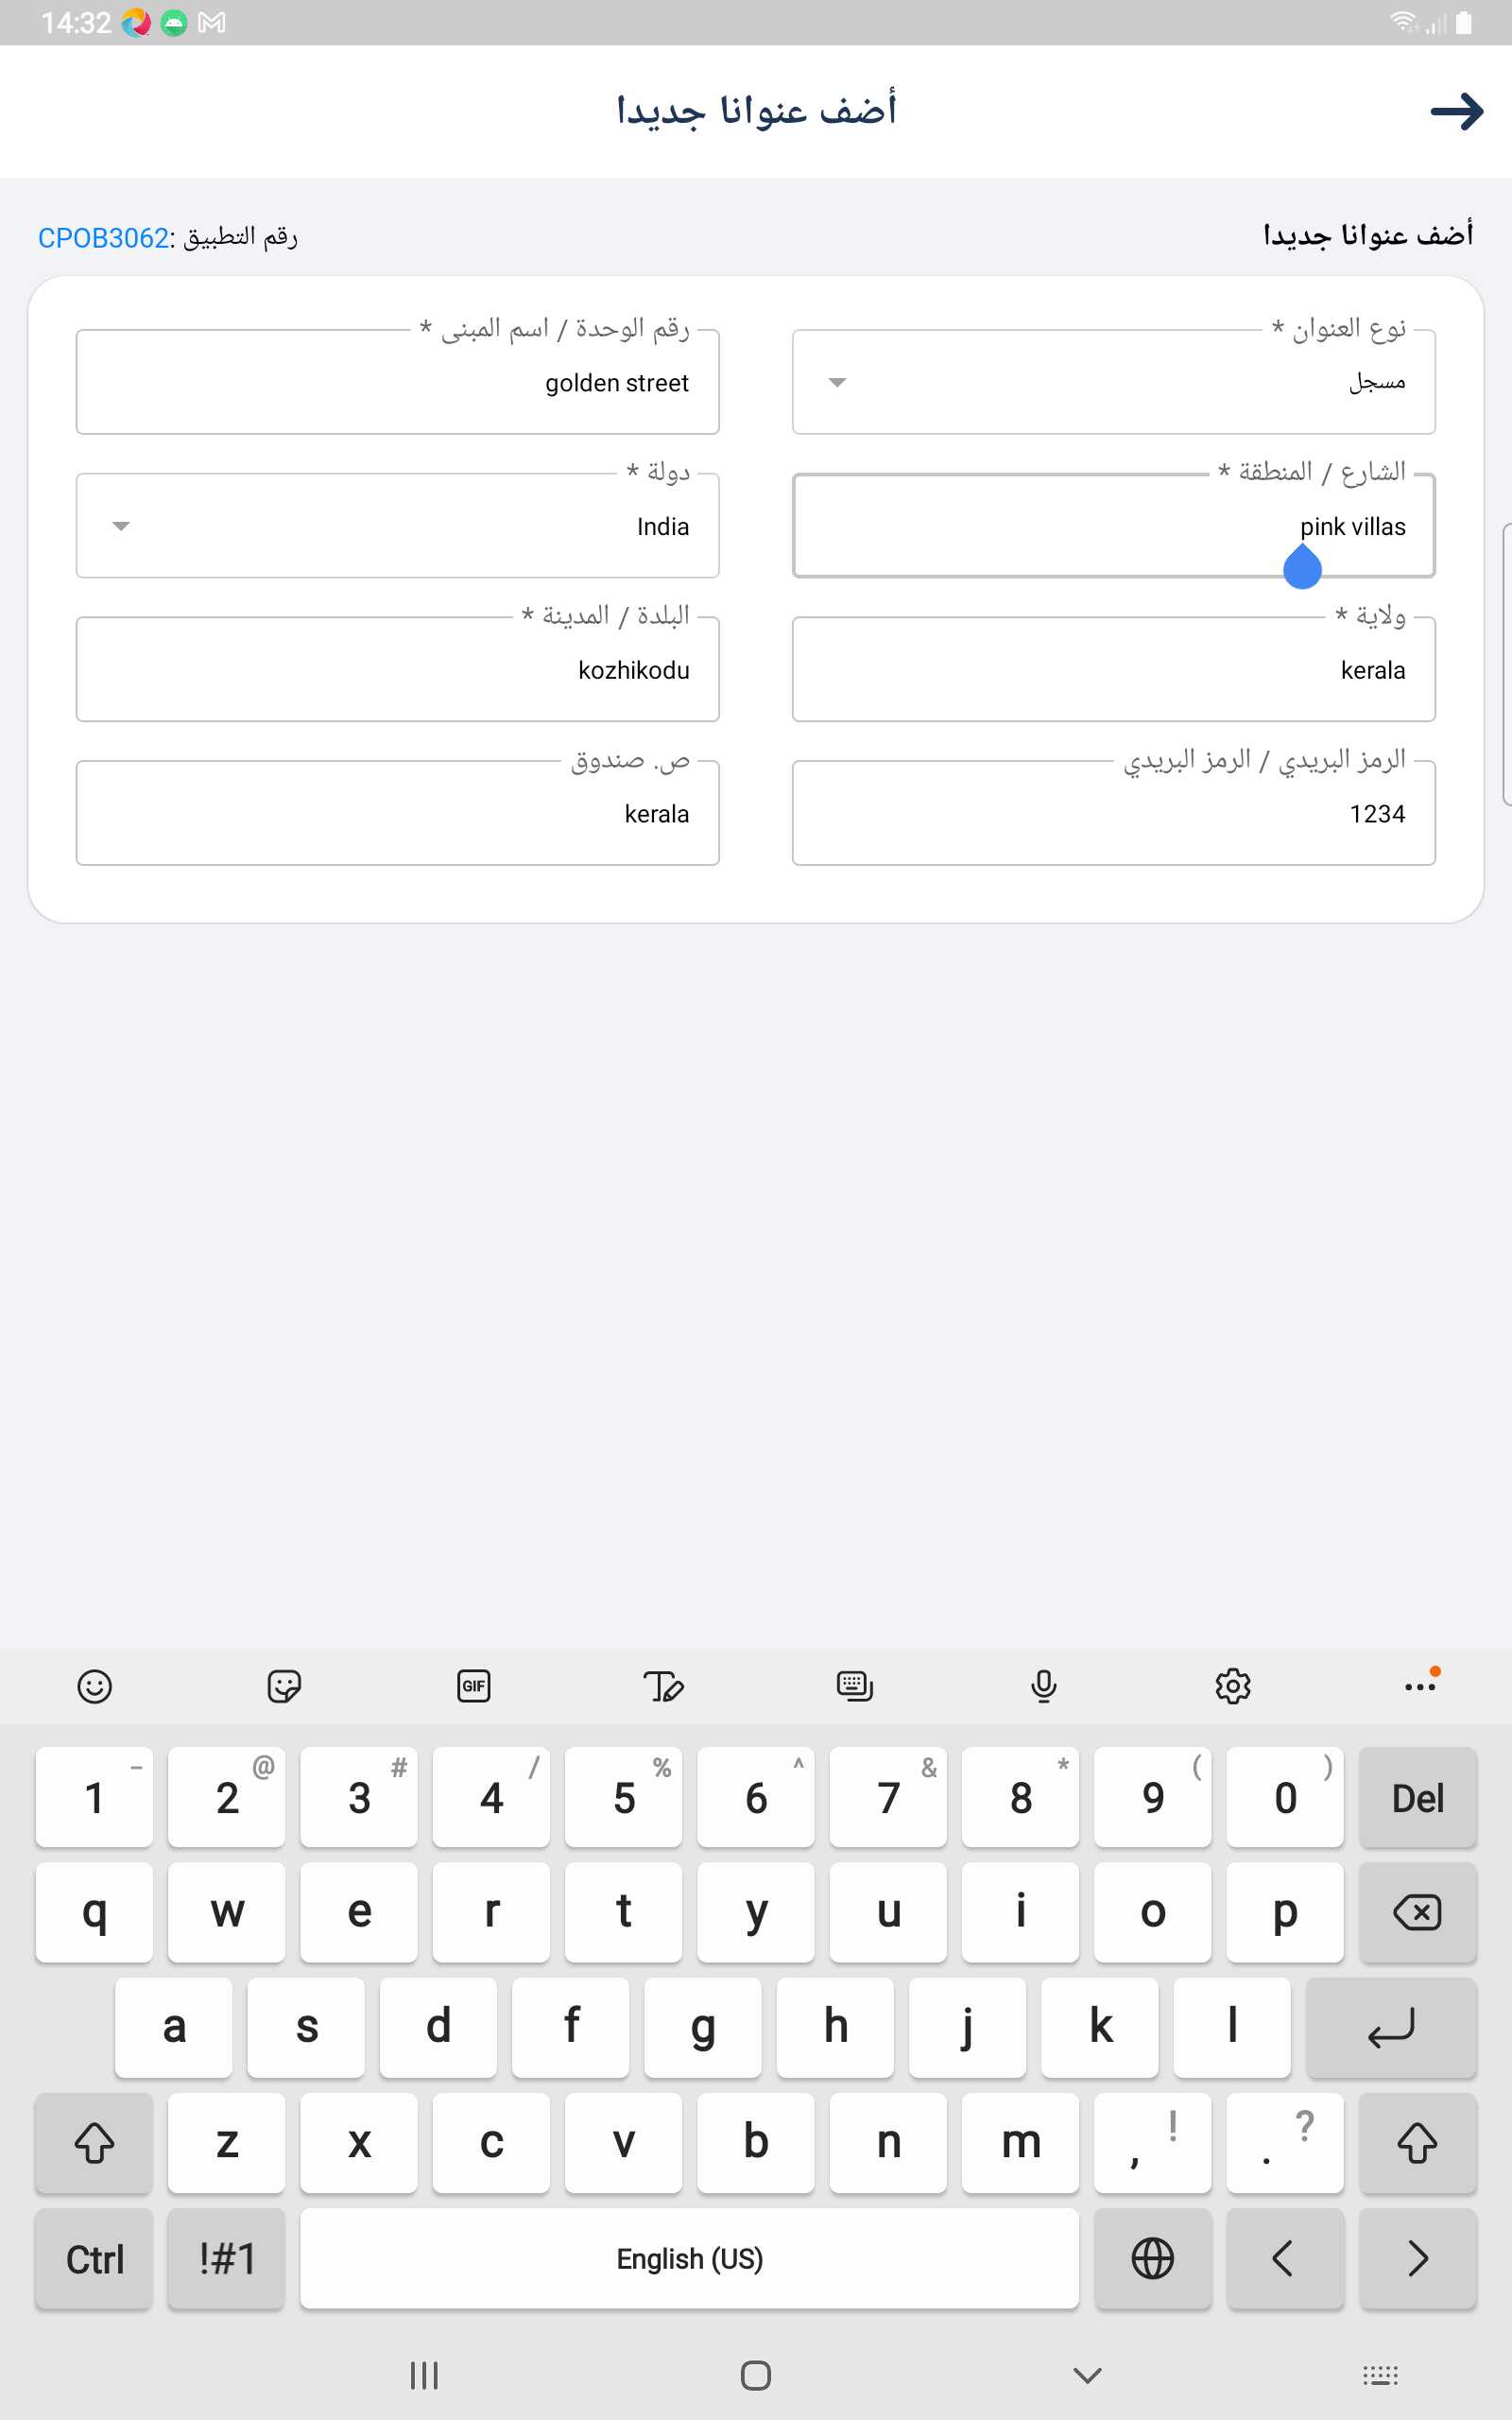 14:32
أضف عنوانا جديدا
أضف عنوانا جديدا
رقم التطبيق :CPOB3062
نوع العنوان *
مسجل
رقم الوحدة / اسم المبنى *
golden street
الشارع / المنطقة *
pink villas
دولة *
India
ولاية *
kerala
البلدة / المدينة *
kozhikodu
الرمز البريدي / الرمز البريدي
1234
ص. صندوق
kerala
GIF
1 - 2 @ 3 # 4 / 5 % 6 ^ 7 & 8 * 9 ( 0 ) Del
q w e r t y u i o p
a s d f g h j k l
z x c v b n m , ! . ?
Ctrl !#1 English (US)